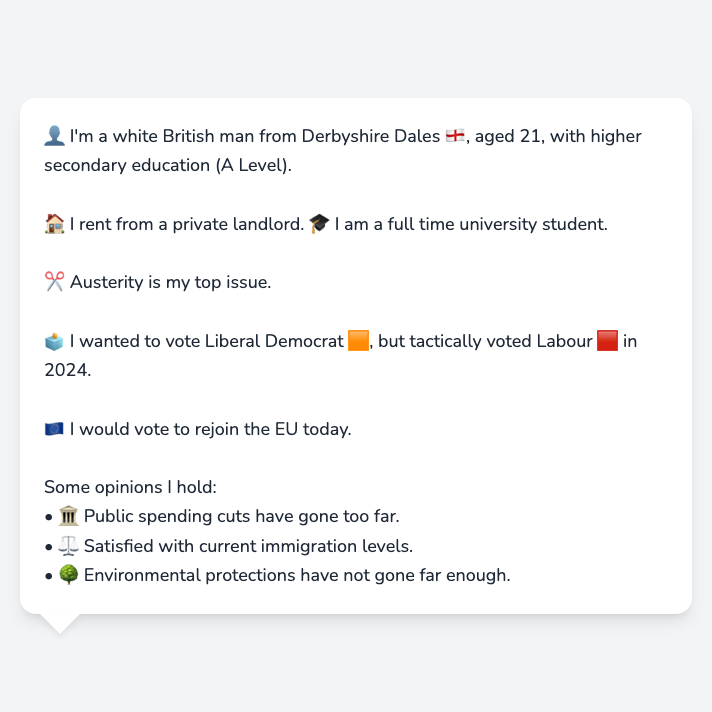 👤 I'm a white British man from Derbyshire Dales 🏴󠁧󠁢󠁥󠁮󠁧󠁿, aged 21, with higher
secondary education (A Level).
🏠 I rent from a private landlord. 🎓 I am a full time university student.
✂️ Austerity is my top issue.
🗳️ I wanted to vote Liberal Democrat 🟧, but tactically voted Labour 🟥 in
2024.
🇪🇺 I would vote to rejoin the EU today.
Some opinions I hold:
• 🏛️ Public spending cuts have gone too far.
• ⚖️ Satisfied with current immigration levels.
• 🌳 Environmental protections have not gone far enough.